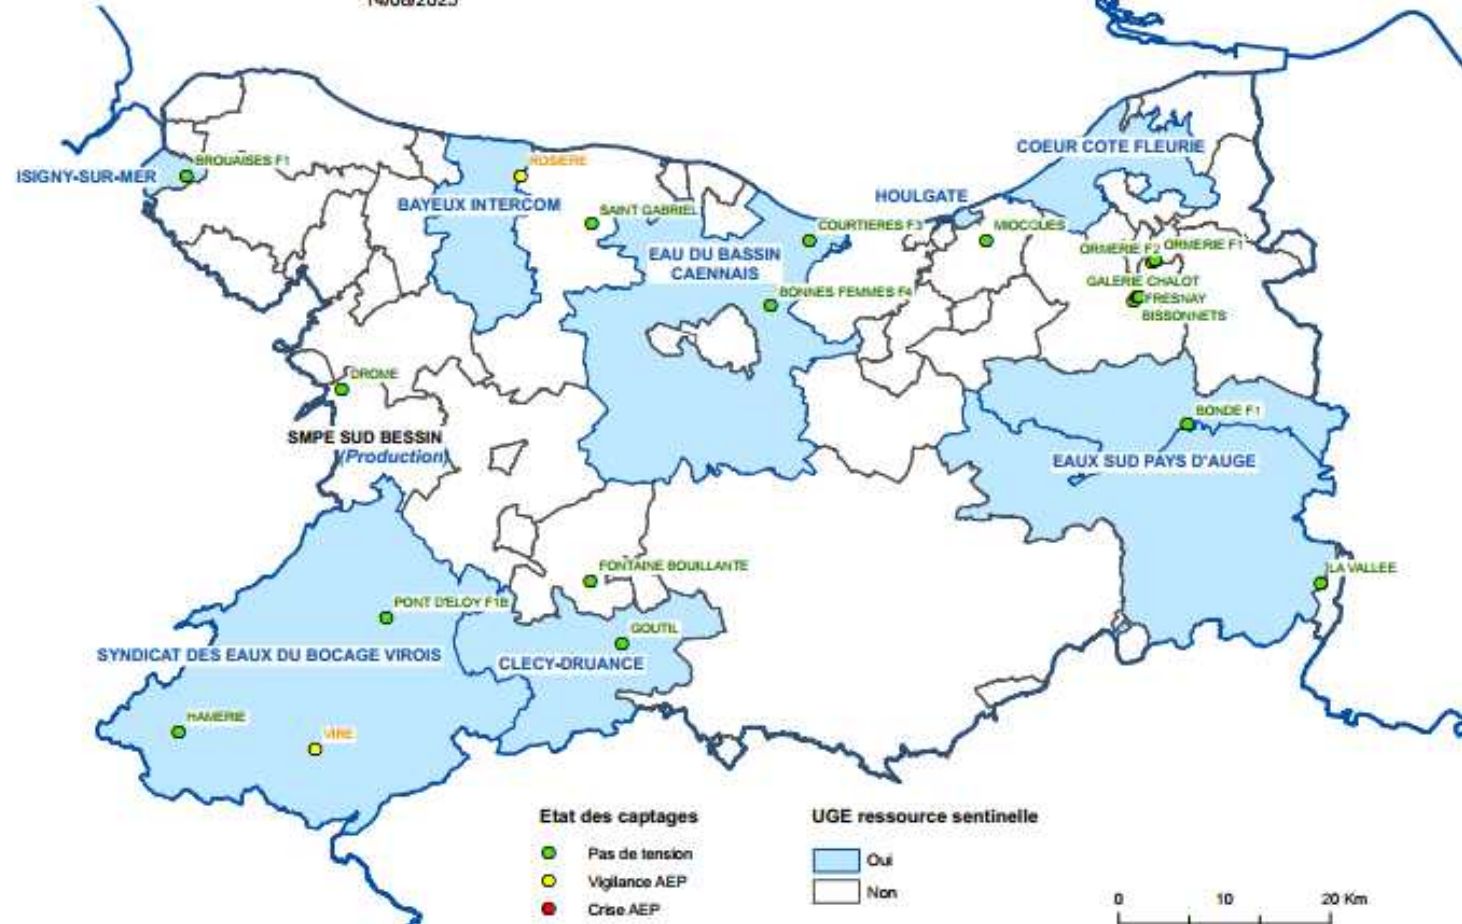 14/08/2025
ISIGNY-SUR-MER
BROUAISES F1
BAYEUX INTERCOM
ROSIERE
SAINT GABRIEL
EAU DU BASSIN
CAENNAIS
COURTIERES F3
BONNES FEMMES F4
HOULGATE
COEUR COTE FLEURIE
MIOCQUES
ORMERIE F2
ORMERIE F1
GALERIE CHALOT
FRESNAY
BISSONNETS
DROME
SMPE SUD BESSIN
(Production)
BONDE F1
EAUX SUD PAYS D'AUGE
LA VALLEE
FONTAINE BOUILLANTE
PONT D'ELOY F1B
GOUTIL
SYNDICAT DES EAUX DU BOCAGE VIROIS
CLECY-DRUANCE
HAMERIE
VIRE
Etat des captages
Pas de tension
Vigilance AEP
Crise AEP
UGE ressource sentinelle
Oui
Non
0 10 20 Km